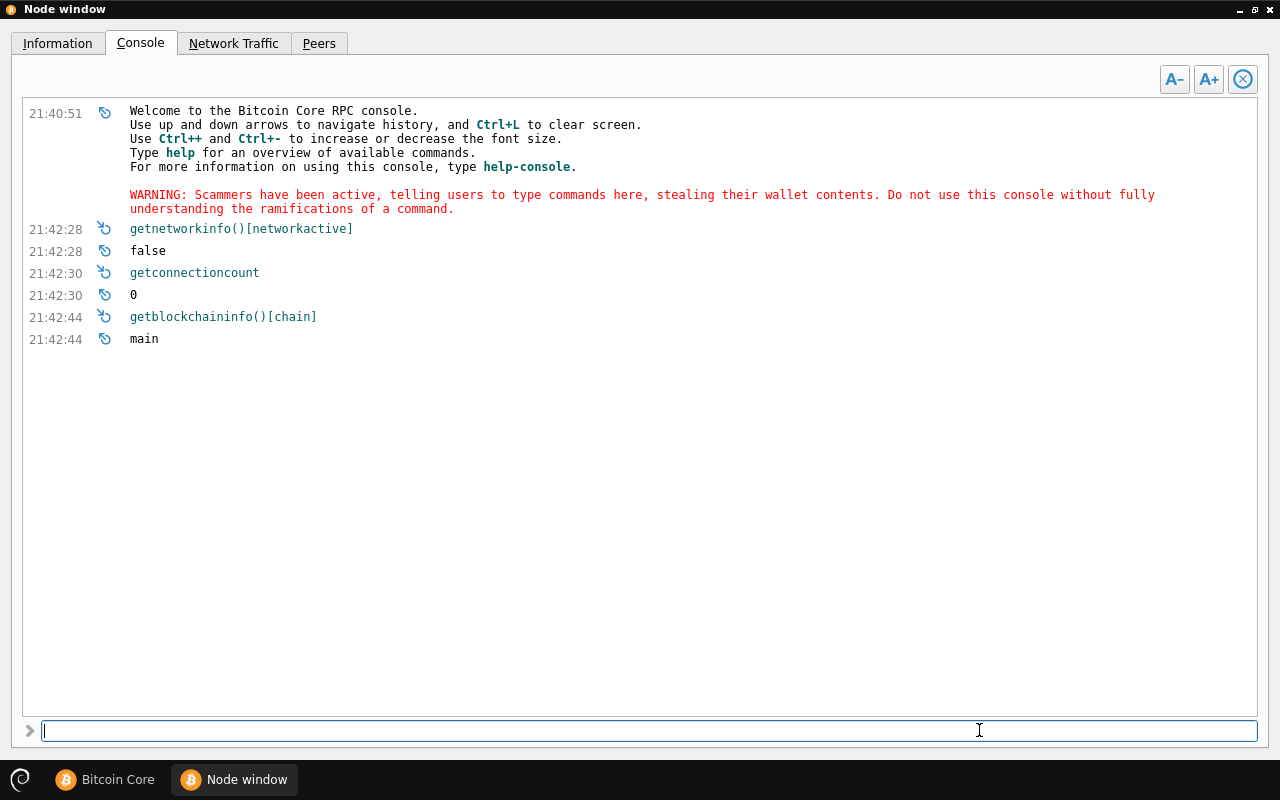 Node window
Information
Console
Network Traffic
Peers
A-
A+
21:40:51
Welcome to the Bitcoin Core RPC console.
Use up and down arrows to navigate history, and Ctrl+L to clear screen.
Use Ctrl++ and Ctrl+- to increase or decrease the font size.
Type help for an overview of available commands.
For more information on using this console, type help-console.
WARNING: Scammers have been active, telling users to type commands here, stealing their wallet contents. Do not use this console without fully
understanding the ramifications of a command.
21:42:28 getnetworkinfo()[networkactive]
21:42:28 false
21:42:30 getconnectioncount
21:42:30 0
21:42:44 getblockchaininfo()[chain]
21:42:44 main
Bitcoin Core
Node window